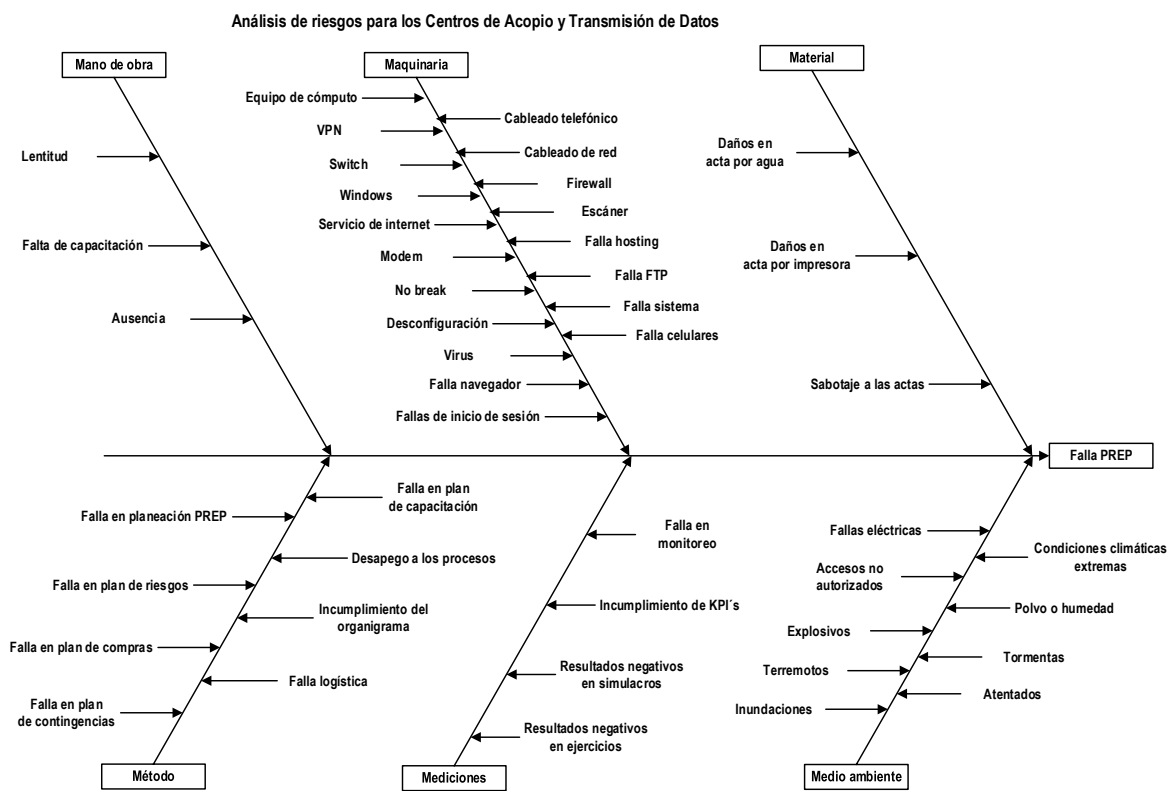 Análisis de riesgos para los Centros de Acopio y Transmisión de Datos
Mano de obra
Lentitud
Falta de capacitación
Ausencia
Maquinaria
Equipo de cómputo
Cableado telefónico
VPN
Cableado de red
Switch
Firewall
Windows
Escáner
Servicio de internet
Falla hosting
Modem
Falla FTP
No break
Falla sistema
Desconfiguración
Falla celulares
Virus
Falla navegador
Fallas de inicio de sesión
Material
Daños en
acta por agua
Daños en
acta por impresora
Sabotaje a las actas
Falla PREP
Falla en plan
de capacitación
Falla en planeación PREP
Desapego a los procesos
Falla en plan de riesgos
Incumplimiento del
organigrama
Falla en plan de compras
Falla logística
Falla en plan
de contingencias
Método
Falla en
monitoreo
Incumplimiento de KPI´s
Resultados negativos
en simulacros
Resultados negativos
en ejercicios
Mediciones
Fallas eléctricas
Condiciones climáticas
extremas
Accesos no
autorizados
Polvo o humedad
Explosivos
Tormentas
Terremotos
Atentados
Inundaciones
Medio ambiente